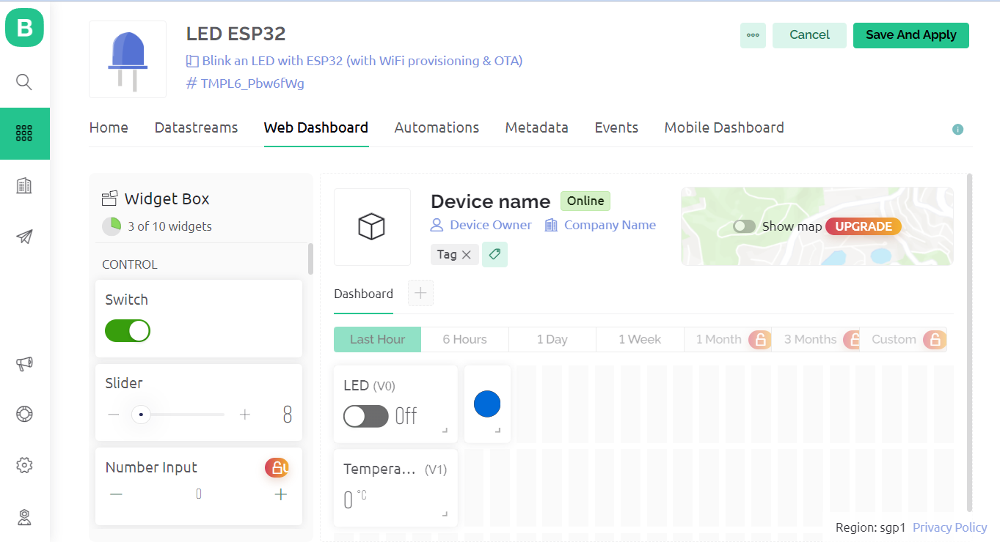 B
LED ESP32
Cancel
Save And Apply
Blink an LED with ESP32 (with WiFi provisioning & OTA)
# TMPL6_Pbw6fWg
Home
Datastreams
Web Dashboard
Automations
Metadata
Events
Mobile Dashboard
Widget Box
3 of 10 widgets
CONTROL
Switch
Slider
8
Number Input
U
0
Device name
Online
Device Owner
Company Name
Tag
Show map
UPGRADE
Dashboard
Last Hour
6 Hours
1 Day
1 Week
1 Month
3 Months
Custom
LED (V0)
Off
Tempera... (V1)
0 °C
Region: sgp1 Privacy Policy